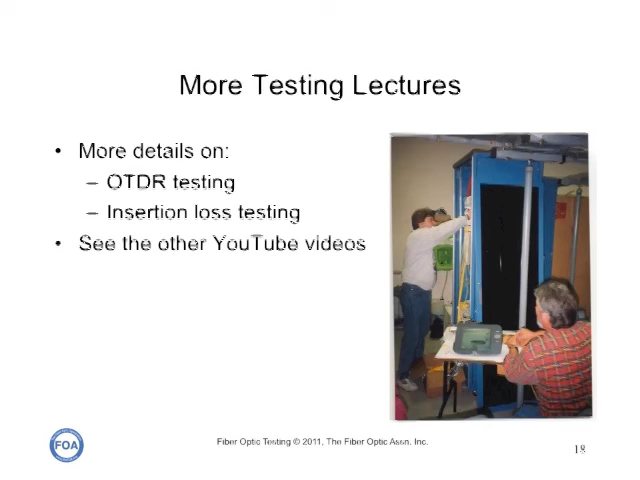 More Testing Lectures
• More details on:
– OTDR testing
– Insertion loss testing
• See the other YouTube videos
FOA
Fiber Optic Testing © 2011, The Fiber Optic Assn. Inc.
18